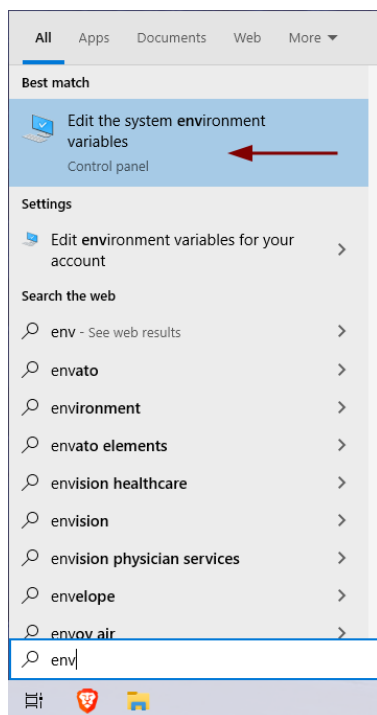 All Apps Documents Web More
Best match
Edit the system environment
variables
Control panel
Settings
Edit environment variables for your
account
Search the web
env - See web results
envato
environment
envato elements
envision healthcare
envision
envision physician services
envelope
envoy air
env